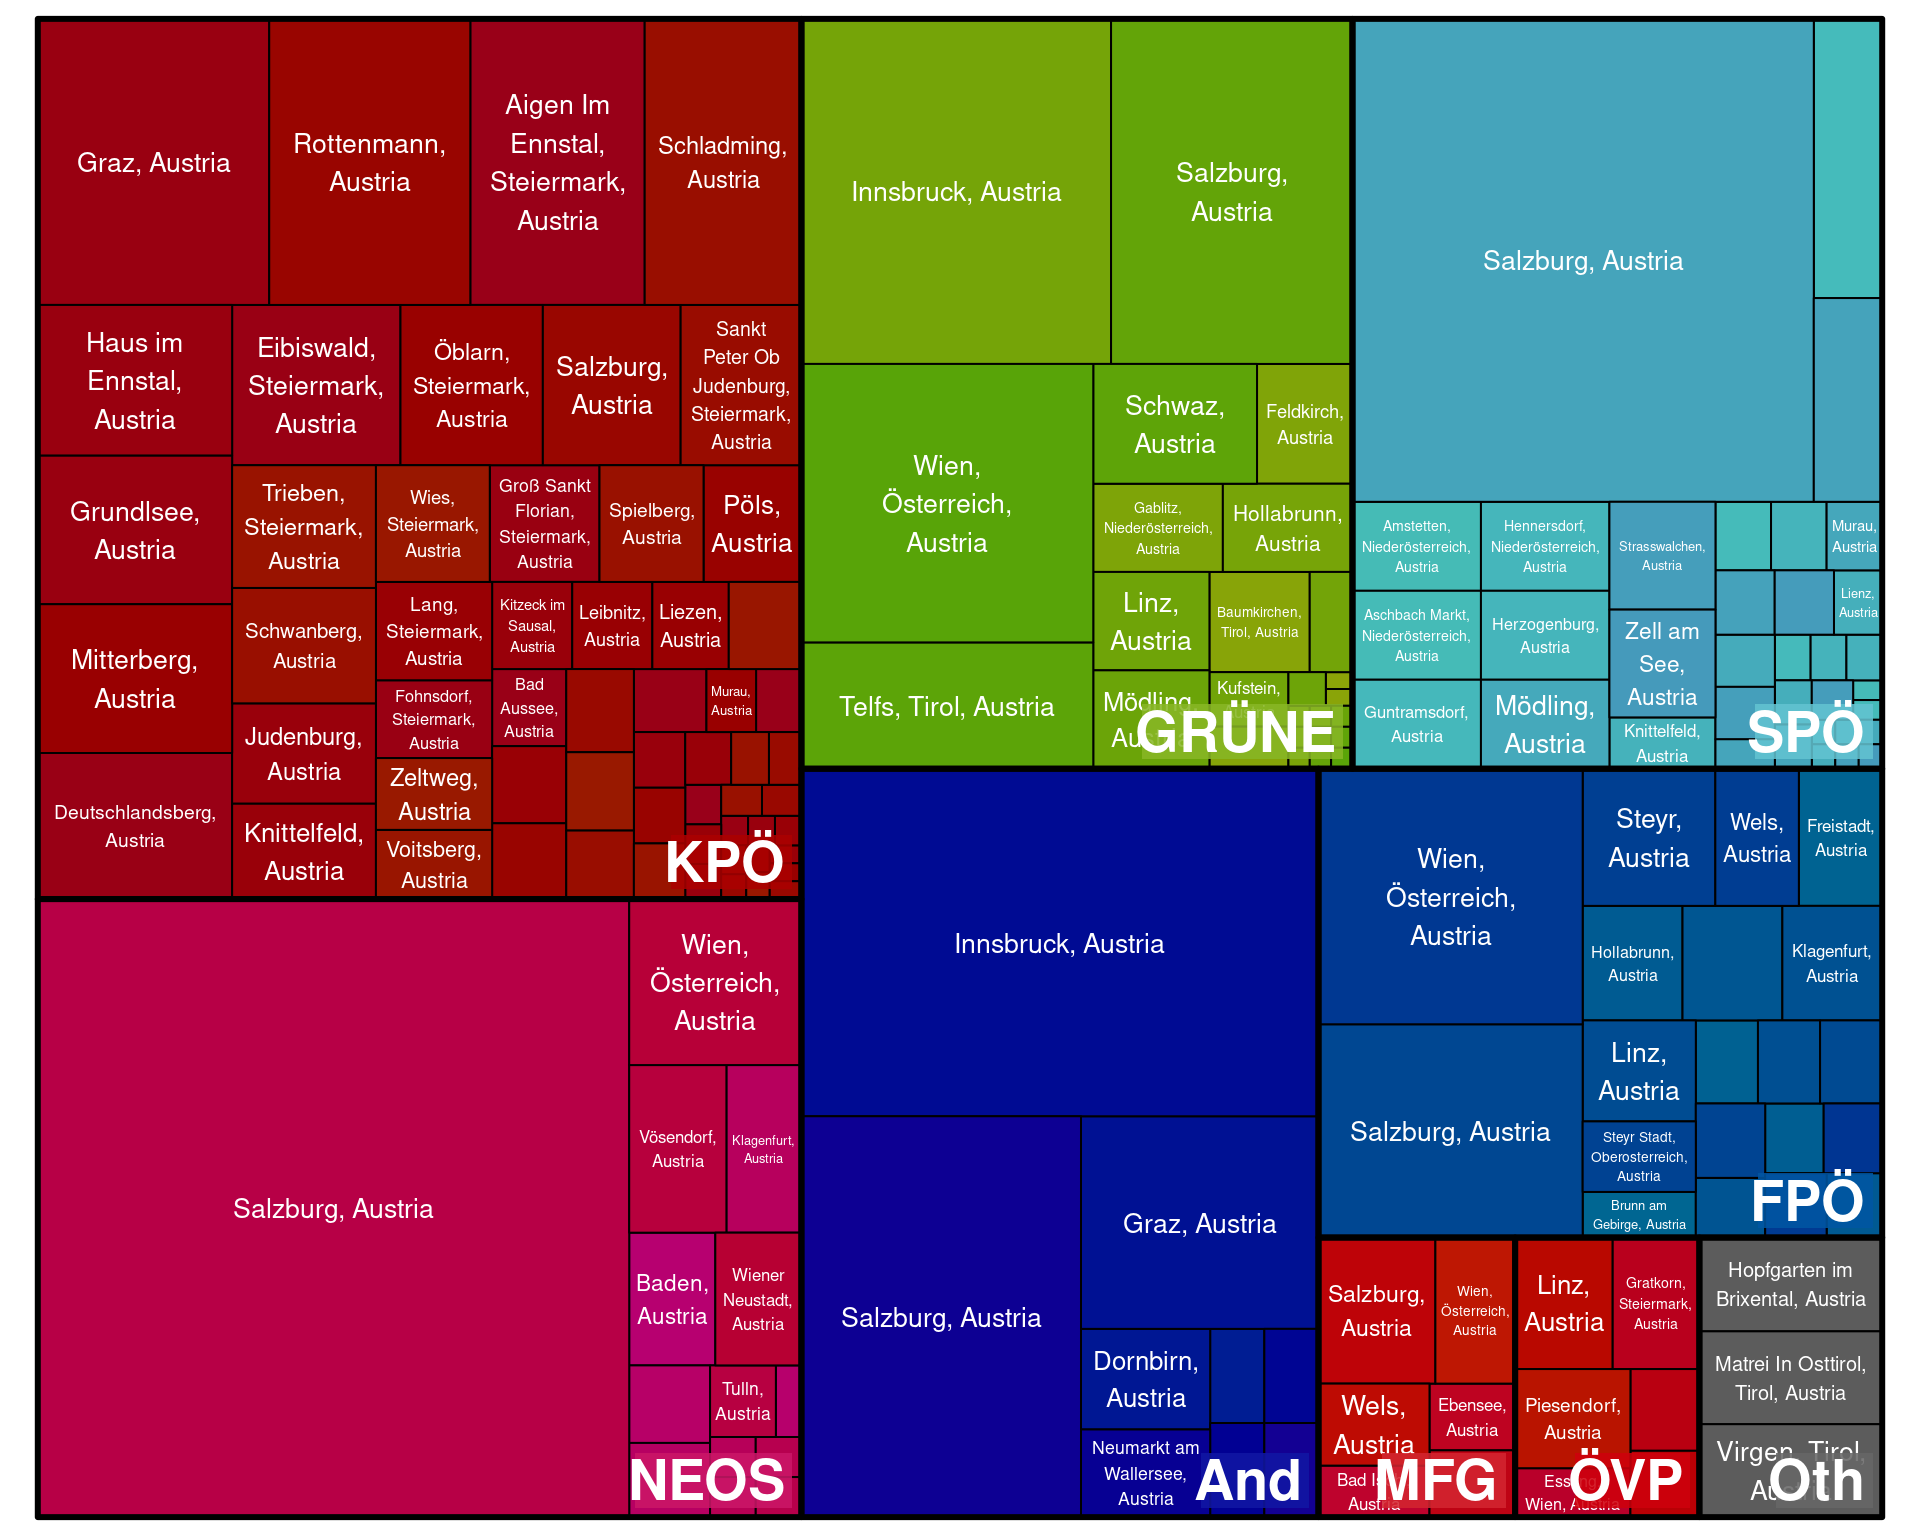 Graz, Austria
Rottenmann,
Austria
Aigen Im
Ennstal,
Steiermark,
Austria
Schladming,
Austria
Haus im
Ennstal,
Austria
Eibiswald,
Steiermark,
Austria
Öblarn,
Steiermark,
Austria
Salzburg,
Austria
Sankt
Peter Ob
Judenburg,
Steiermark,
Austria
Grundlsee,
Austria
Trieben,
Steiermark,
Austria
Wies,
Steiermark,
Austria
Groß Sankt
Florian,
Steiermark,
Austria
Spielberg,
Austria
Pöls,
Austria
Mitterberg,
Austria
Schwanberg,
Austria
Lang,
Steiermark,
Austria
Kitzeck im
Sausal,
Austria
Leibnitz,
Austria
Liezen,
Austria
Judenburg,
Austria
Fohnsdorf,
Steiermark,
Austria
Bad
Aussee,
Austria
Murau,
Austria
Deutschlandsberg,
Austria
Knittelfeld,
Austria
Zeltweg,
Austria
Voitsberg,
Austria
KPÖ
Innsbruck, Austria
Salzburg,
Austria
Wien,
Österreich,
Austria
Schwaz,
Austria
Feldkirch,
Austria
Gablitz,
Niederösterreich,
Austria
Hollabrunn,
Austria
Linz,
Austria
Baumkirchen,
Tirol, Austria
Telfs, Tirol, Austria
Mödling,
Austria
Kufstein,
GRÜNE
Salzburg, Austria
Amstetten,
Niederösterreich,
Austria
Hennersdorf,
Niederösterreich,
Austria
Strasswalchen,
Austria
Murau,
Austria
Aschbach Markt,
Niederösterreich,
Austria
Herzogenburg,
Austria
Zell am
See,
Austria
Lienz,
Austria
Guntramsdorf,
Austria
Mödling,
Austria
Knittelfeld,
Austria
SPÖ
Salzburg, Austria
Wien,
Österreich,
Austria
Vösendorf,
Austria
Klagenfurt,
Austria
Baden,
Austria
Wiener
Neustadt,
Austria
Tulln,
Austria
NEOS
Innsbruck, Austria
Salzburg, Austria
Graz, Austria
Dornbirn,
Austria
Neumarkt am
Wallersee,
Austria
And
Wien,
Österreich,
Austria
Steyr,
Austria
Wels,
Austria
Freistadt,
Austria
Hollabrunn,
Austria
Klagenfurt,
Austria
Salzburg, Austria
Linz,
Austria
Steyr Stadt,
Oberosterreich,
Austria
Brunn am
Gebirge, Austria
FPÖ
Salzburg,
Austria
Wien,
Österreich,
Austria
Wels,
Austria
Ebensee,
Austria
Bad
Austria
MFG
Linz,
Austria
Gratkorn,
Steiermark,
Austria
Piesendorf,
Austria
Wien, Austria
ÖVP
Hopfgarten im
Brixental, Austria
Matrei In Osttirol,
Tirol, Austria
Virgen, Tirol,
Austria
Oth